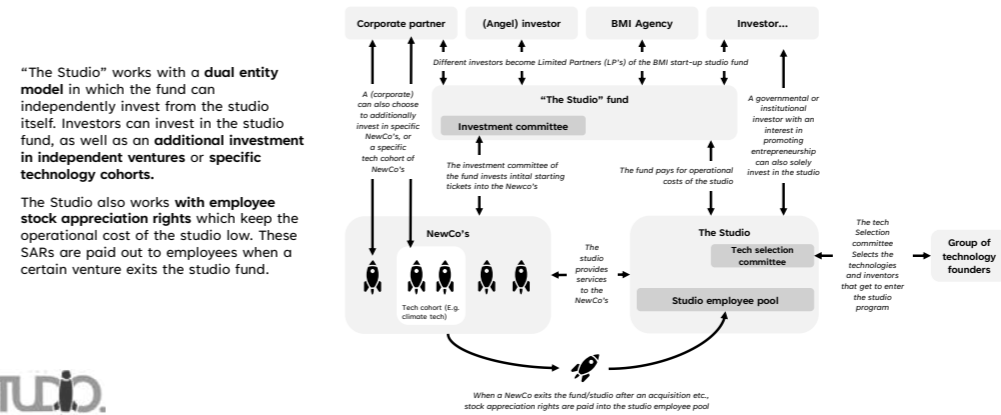 Corporate partner
(Angel) investor
BMI Agency
Investor...
Different investors become Limited Partners (LP's) of the BMI start-up studio fund
“The Studio” works with a dual entity
model in which the fund can
independently invest from the studio
itself. Investors can invest in the studio
fund, as well as an additional investment
in independent ventures or specific
technology cohorts.
The Studio also works with employee
stock appreciation rights which keep the
operational cost of the studio low. These
SARs are paid out to employees when a
certain venture exits the studio fund.
A (corporate)
can also choose
to additionally
invest in specific
NewCo's, or
a specific
tech cohort of
NewCo's
“The Studio” fund
Investment committee
A governmental or
institutional
investor with an
interest in
promoting
entrepreneurship
can also solely
invest in the studio
The investment committee of
the fund invests intital starting
tickets into the Newco's
The fund pays for operational
costs of the studio
NewCo's
Tech cohort (E.g.
climate tech)
The
studio
provides
services
to the
NewCo's
The Studio
Tech selection
committee
Studio employee pool
The tech
Selection
committee
Selects the
technologies
and inventors
that get to enter
the studio
program
Group of
technology
founders
When a NewCo exits the fund/studio after an acquisition etc.,
stock appreciation rights are paid into the studio employee pool
TUDIO.